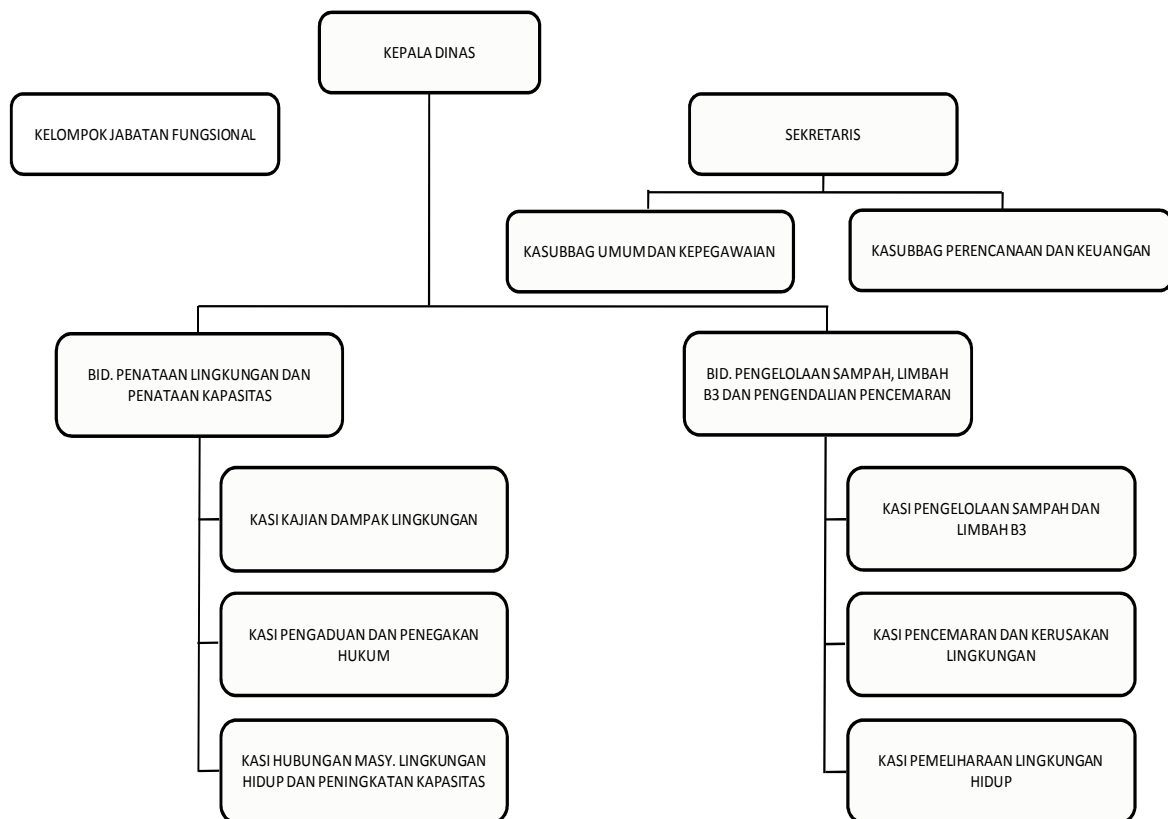 KEPALA DINAS
KELOMPOK JABATAN FUNGSIONAL
SEKRETARIS
KASUBBAG UMUM DAN KEPEGAWAIAN
KASUBBAG PERENCANAAN DAN KEUANGAN
BID. PENATAAN LINGKUNGAN DAN
PENATAAN KAPASITAS
BID. PENGELOLAAN SAMPAH, LIMBAH
B3 DAN PENGENDALIAN PENCEMARAN
KASI KAJIAN DAMPAK LINGKUNGAN
KASI PENGADUAN DAN PENEGAKAN
HUKUM
KASI HUBUNGAN MASY. LINGKUNGAN
HIDUP DAN PENINGKATAN KAPASITAS
KASI PENGELOLAAN SAMPAH DAN
LIMBAH B3
KASI PENCEMARAN DAN KERUSAKAN
LINGKUNGAN
KASI PEMELIHARAAN LINGKUNGAN
HIDUP